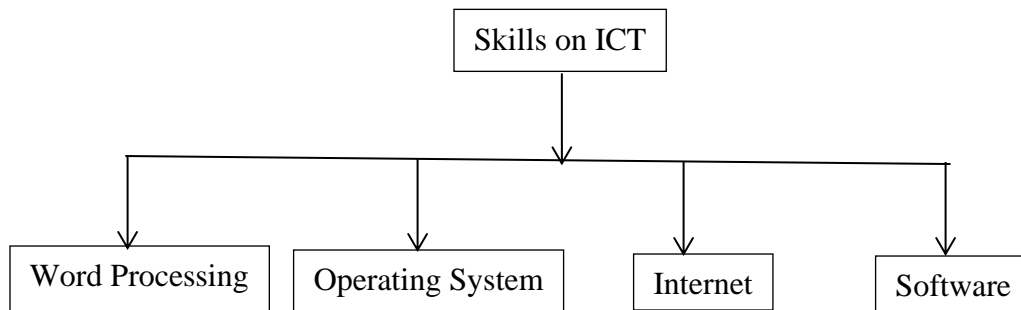 Skills on ICT
Word Processing
Operating System
Internet
Software